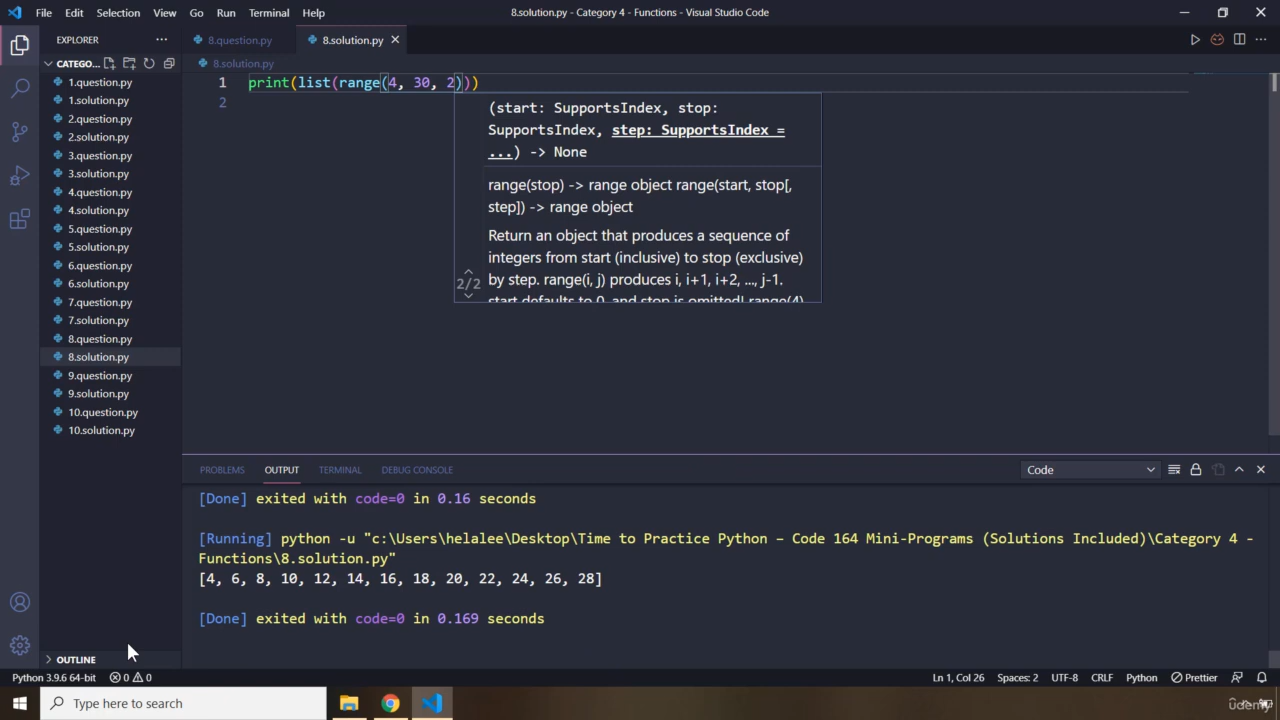 File Edit Selection View Go Run Terminal Help
8.solution.py - Category 4 - Functions - Visual Studio Code
EXPLORER
8.question.py
8.solution.py
CATEGO...
8.solution.py
1.question.py
1.solution.py
2.question.py
2.solution.py
3.question.py
3.solution.py
4.question.py
4.solution.py
5.question.py
5.solution.py
6.question.py
6.solution.py
7.question.py
7.solution.py
8.question.py
8.solution.py
9.question.py
9.solution.py
10.question.py
10.solution.py
OUTLINE
1 print(list(range(4, 30, 2)))
2
(start: SupportsIndex, stop:
SupportsIndex, step: SupportsIndex =
...) -> None
range(stop) -> range object range(start, stop[,
step]) -> range object
Return an object that produces a sequence of
integers from start (inclusive) to stop (exclusive)
by step. range(i, j) produces i, i+1, i+2, ..., j-1.
start defaults to 0, and stop is omitted! range(4)
2/2
PROBLEMS OUTPUT TERMINAL DEBUG CONSOLE
Code
[Done] exited with code=0 in 0.16 seconds
[Running] python -u "c:\Users\helalee\Desktop\Time to Practice Python – Code 164 Mini-Programs (Solutions Included)\Category 4 -
Functions\8.solution.py"
[4, 6, 8, 10, 12, 14, 16, 18, 20, 22, 24, 26, 28]
[Done] exited with code=0 in 0.169 seconds
Python 3.9.6 64-bit 0 0
Ln 1, Col 26 Spaces: 2 UTF-8 CRLF Python Prettier
Type here to search
udemy